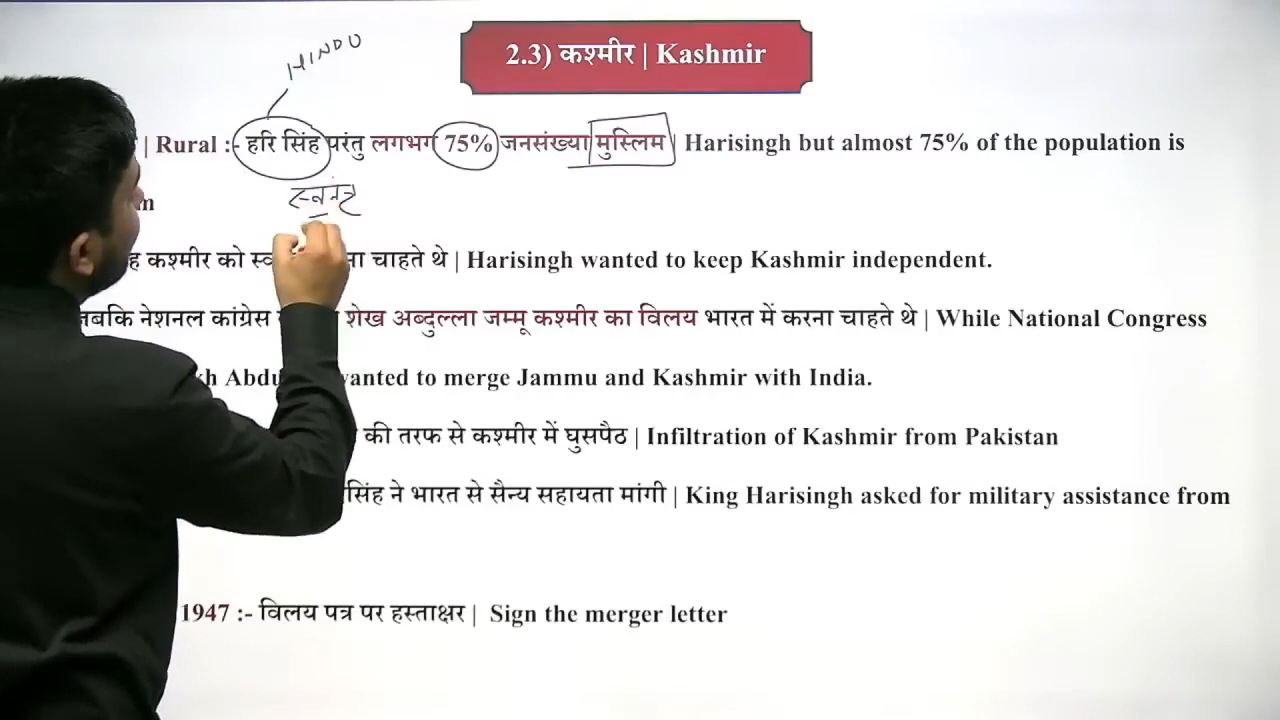 2.3) कश्मीर | Kashmir
HINDU
| Rural :- हरि सिंह परंतु लगभग 75% जनसंख्या मुस्लिम | Harisingh but almost 75% of the population is
स्वतंत्र
कश्मीर को चाहते थे | Harisingh wanted to keep Kashmir independent.
नेशनल कांग्रेस शेख अब्दुल्ला जम्मू कश्मीर का विलय भारत में करना चाहते थे | While National Congress
wanted to merge Jammu and Kashmir with India.
की तरफ से कश्मीर में घुसपैठ | Infiltration of Kashmir from Pakistan
सिंह ने भारत से सैन्य सहायता मांगी | King Harisingh asked for military assistance from
1947 :- विलय पत्र पर हस्ताक्षर | Sign the merger letter